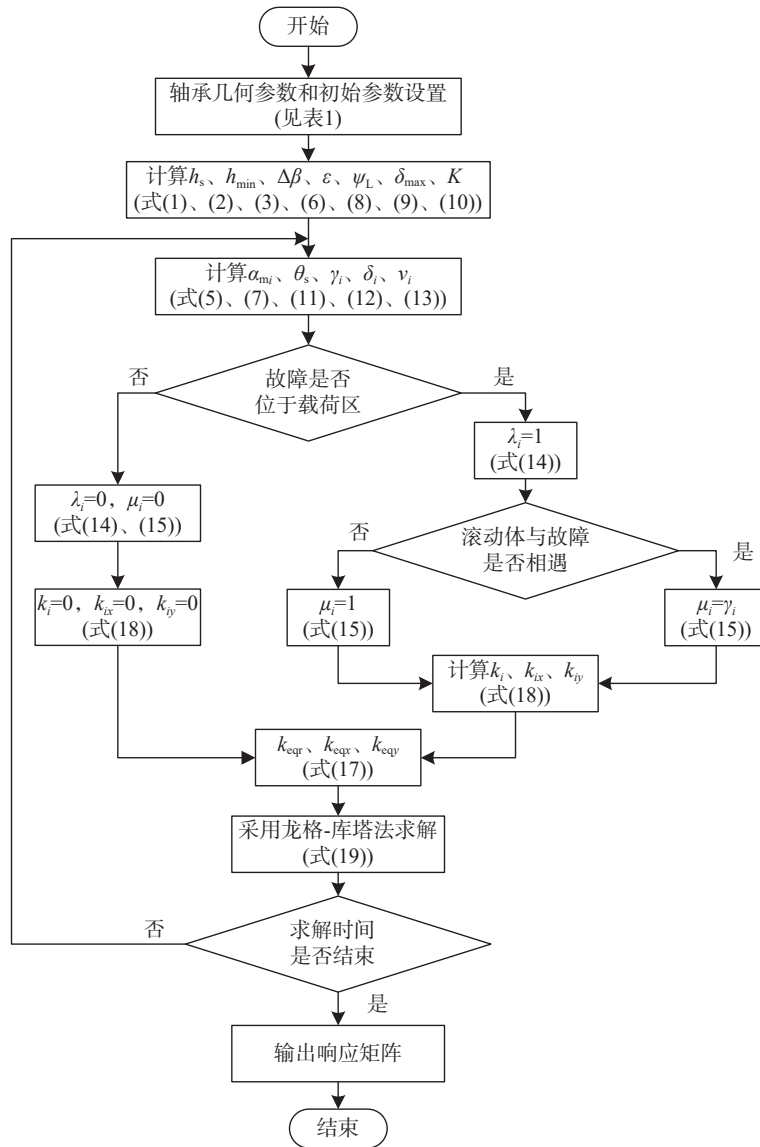 开始
轴承几何参数和初始参数设置
(见表1)
计算hs、hmin、Δβ、ε、ψL、δmax、K
(式(1)、(2)、(3)、(6)、(8)、(9)、(10))
计算αmi、θs、γi、δi、vi
(式(5)、(7)、(11)、(12)、(13))
否
故障是否
位于载荷区
是
λi=1
(式(14))
λi=0，μi=0
(式(14)、(15))
否
滚动体与故障
是否相遇
是
ki=0，kix=0，kiy=0
(式(18))
μi=1
(式(15))
μi=γi
(式(15))
计算ki、kix、kiy
(式(18))
keqr、keqx、keqy
(式(17))
采用龙格-库塔法求解
(式(19))
否
求解时间
是否结束
是
输出响应矩阵
结束